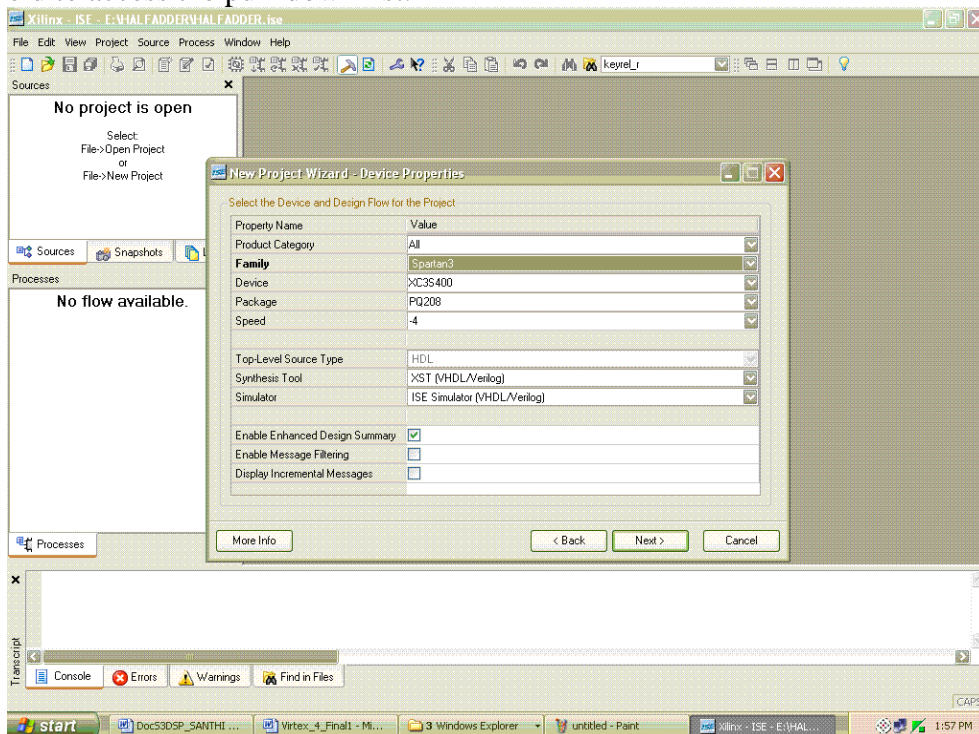 Xilinx - ISE - E:\HALFADDER\HALFADDER.ise
File Edit View Project Source Process Window Help
keyrel_r
Sources
No project is open
Select:
File->Open Project
or
File->New Project
Sources Snapshots
Processes
No flow available.
Processes
New Project Wizard - Device Properties
Select the Device and Design Flow for the Project
Property Name Value
Product Category All
Family Spartan3
Device XC3S400
Package PQ208
Speed -4
Top-Level Source Type HDL
Synthesis Tool XST (VHDL/Verilog)
Simulator ISE Simulator (VHDL/Verilog)
Enable Enhanced Design Summary
Enable Message Filtering
Display Incremental Messages
More Info < Back Next > Cancel
Transcript
Console Errors Warnings Find in Files
CAPS
start DocS3DSP_SANTHI ... Virtex_4_Final1 - Mi... 3 Windows Explorer untitled - Paint Xilinx - ISE - E:\HAL... 1:57 PM